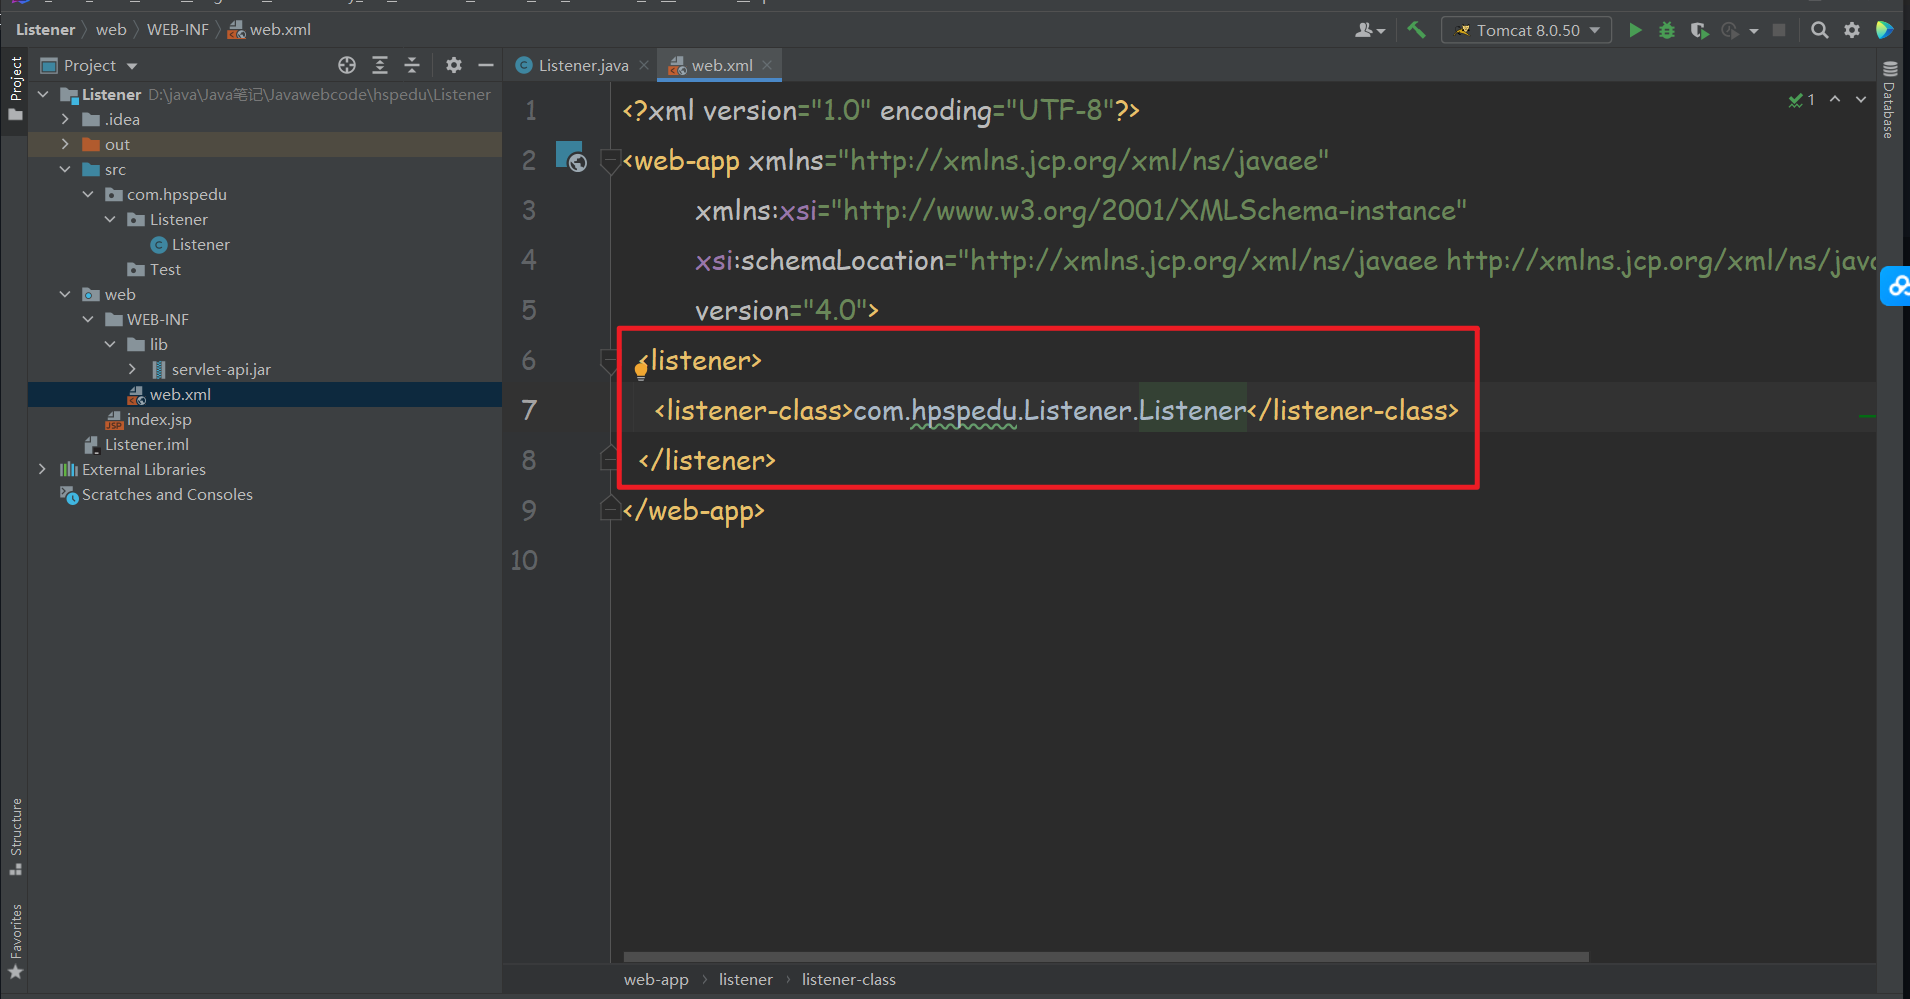 Listener web WEB-INF web.xml
Tomcat 8.0.50
Project
Project
Listener D:\java\Java笔记\Javawebcode\hspedu\Listener
.idea
out
src
com.hpspedu
Listener
Listener
Test
web
WEB-INF
lib
servlet-api.jar
web.xml
index.jsp
Listener.iml
External Libraries
Scratches and Consoles
Structure
Favorites
Listener.java web.xml
1 <?xml version="1.0" encoding="UTF-8"?>
2 <web-app xmlns="http://xmlns.jcp.org/xml/ns/javaee"
3 xmlns:xsi="http://www.w3.org/2001/XMLSchema-instance"
4 xsi:schemaLocation="http://xmlns.jcp.org/xml/ns/javaee http://xmlns.jcp.org/xml/ns/java
5 version="4.0">
6 <listener>
7 <listener-class>com.hpspedu.Listener.Listener</listener-class>
8 </listener>
9 </web-app>
10
1
Database
web-app listener listener-class